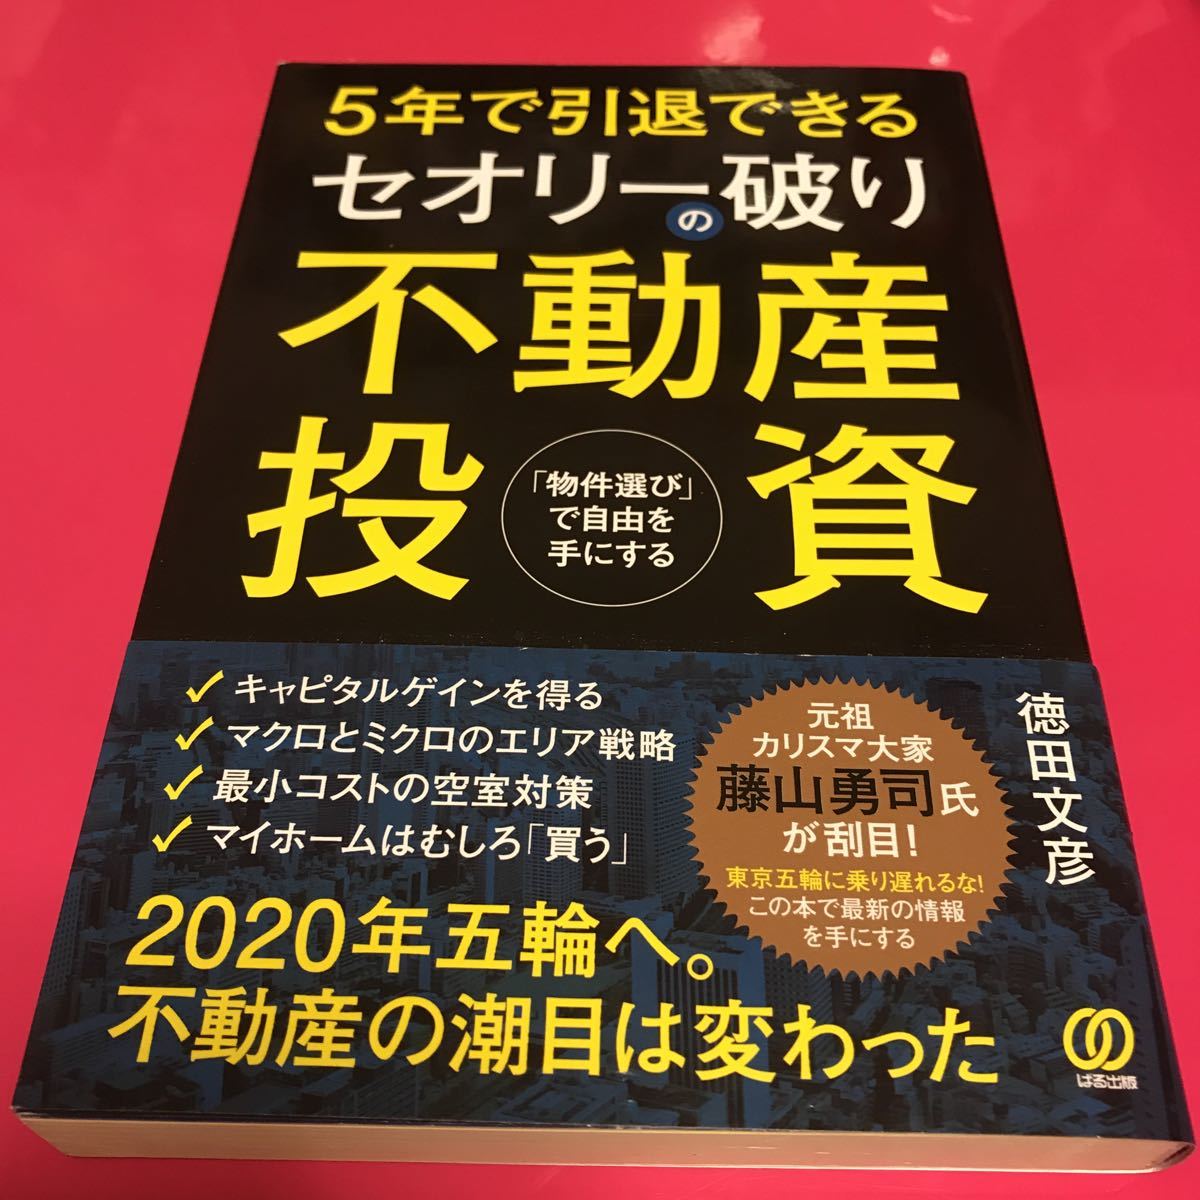 5年で引退できる
セオリー破りの
不動産
投資
「物件選び」
で自由を
手にする
✓キャピタルゲインを得る
✓マクロとミクロのエリア戦略
✓最小コストの空室対策
✓マイホームはむしろ「買う」
元祖
カリスマ大家
藤山勇司氏
が刮目!
東京五輪に乗り遅れるな!
この本で最新の情報
を手にする
徳田文彦
2020年五輪へ。
不動産の潮目は変わった
ぱる出版